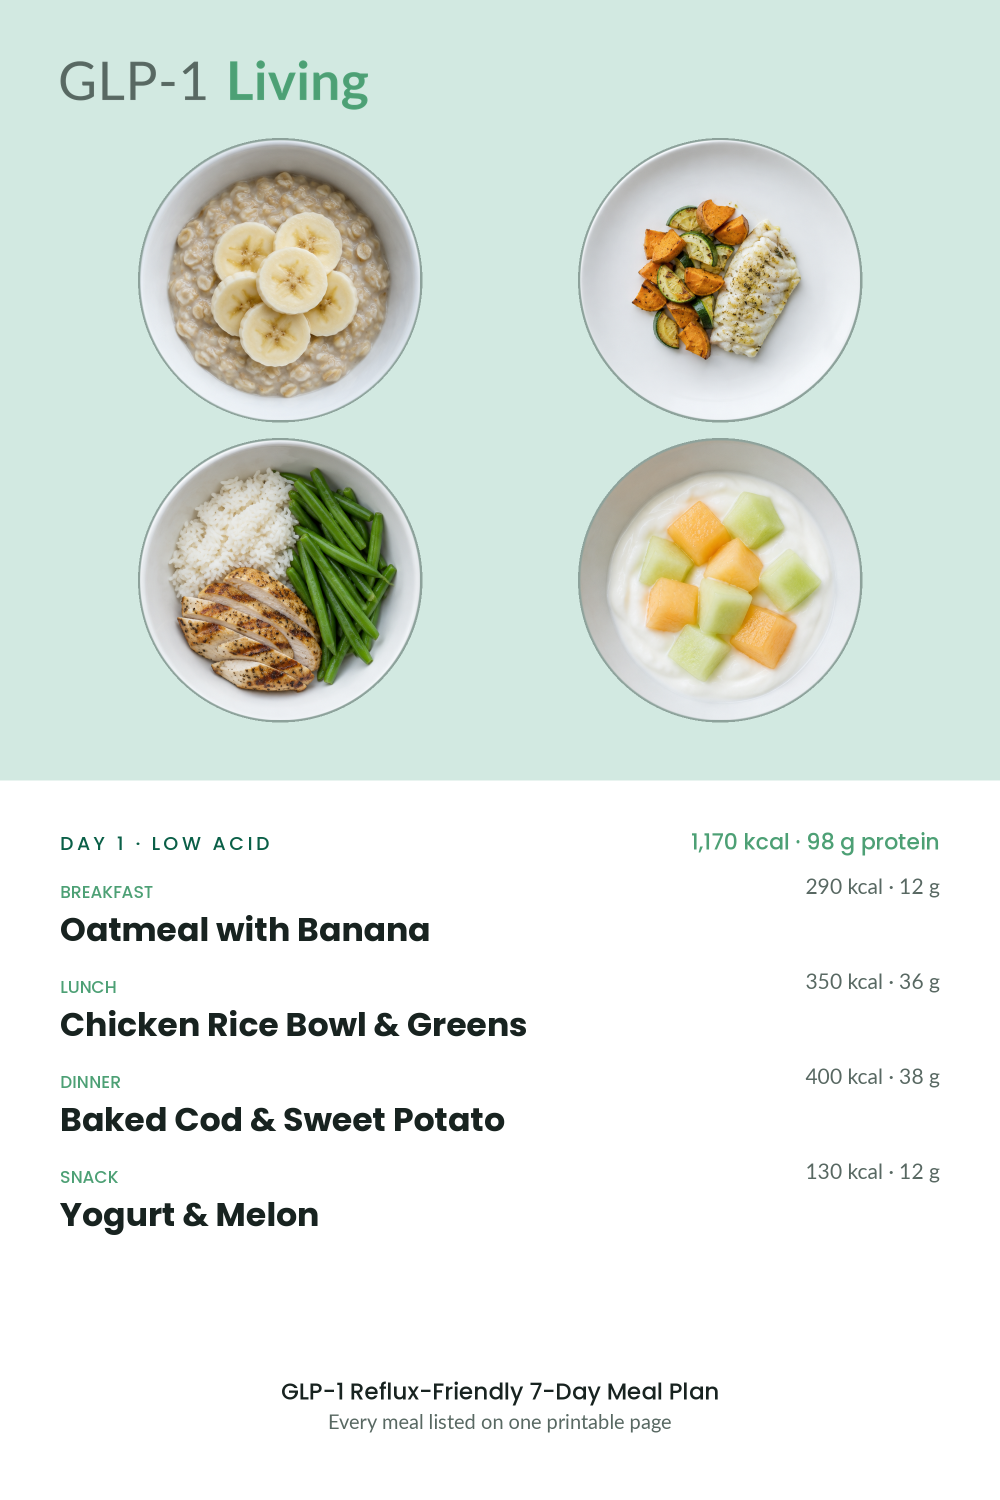 GLP-1 Living
DAY 1 · LOW ACID
1,170 kcal · 98 g protein
BREAKFAST
290 kcal · 12 g
Oatmeal with Banana
LUNCH
350 kcal · 36 g
Chicken Rice Bowl & Greens
DINNER
400 kcal · 38 g
Baked Cod & Sweet Potato
SNACK
130 kcal · 12 g
Yogurt & Melon
GLP-1 Reflux-Friendly 7-Day Meal Plan
Every meal listed on one printable page